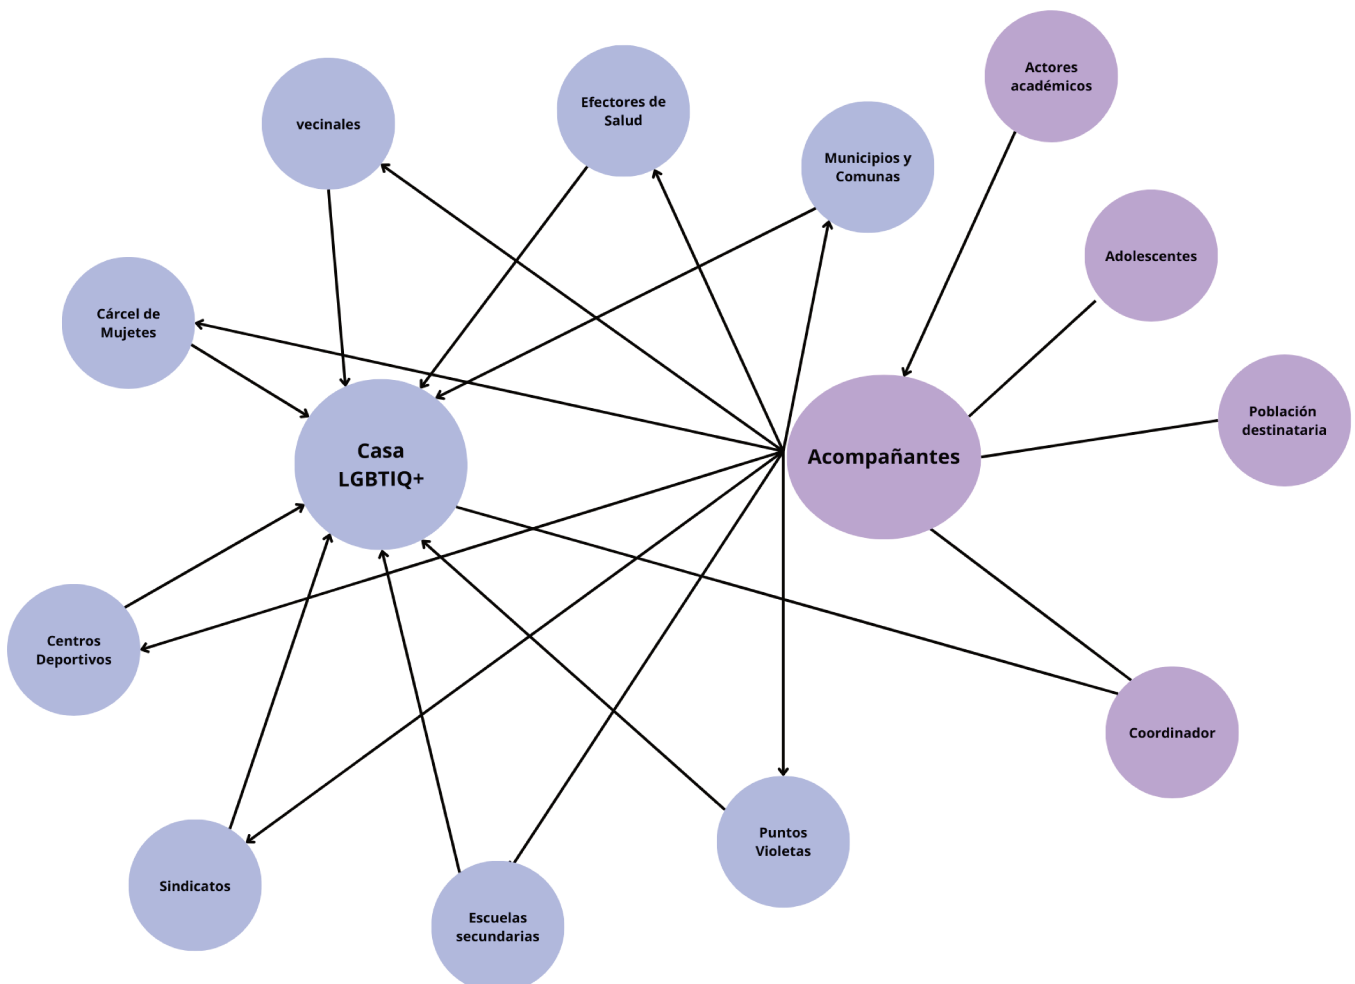 Actores
académicos
Efectores de
Salud
vecinales
Municipios y
Comunas
Adolescentes
Cárcel de
Mujetes
Población
destinataria
Casa
LGBTIQ+
Acompañantes
Centros
Deportivos
Coordinador
Puntos
Violetas
Sindicatos
Escuelas
secundarias